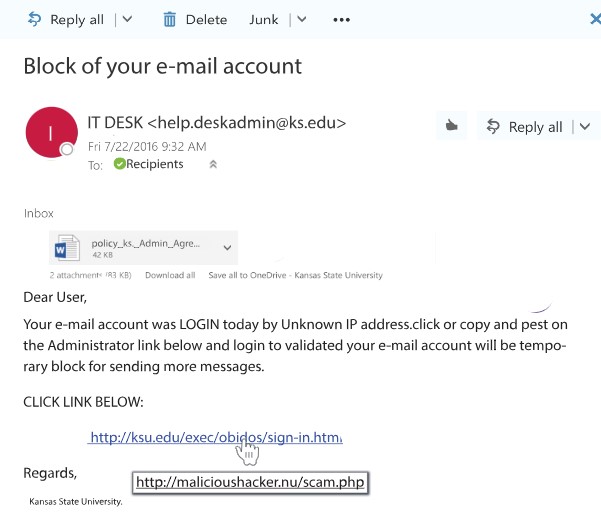 Reply all
Delete
Junk
Block of your e-mail account
I
IT DESK <help.deskadmin@ks.edu>
Reply all
Fri 7/22/2016 9:32 AM
To: Recipients
Inbox
policy_ks._Admin_Agre...
42 KB
2 attachments (83 KB) Download all Save all to OneDrive - Kansas State University
Dear User,
Your e-mail account was LOGIN today by Unknown IP address.click or copy and pest on
the Administrator link below and login to validated your e-mail account will be tempo-
rary block for sending more messages.
CLICK LINK BELOW:
http://ksu.edu/exec/obidos/sign-in.htm
Regards,
http://malicioushacker.nu/scam.php
Kansas State University.